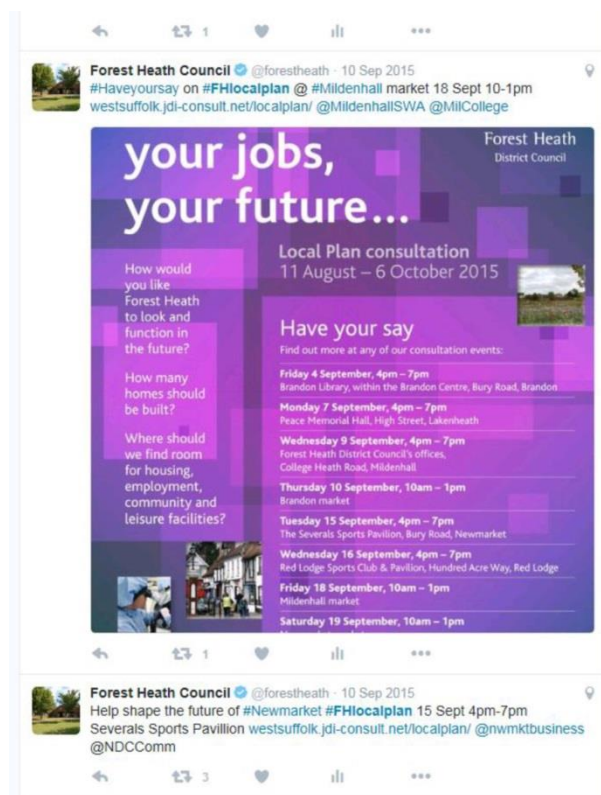 1
Forest Heath Council @forestheath · 10 Sep 2015
#Haveyoursay on #FHlocalplan @ #Mildenhall market 18 Sept 10-1pm
westsuffolk.jdi-consult.net/localplan/ @MildenhallSWA @MilCollege
your jobs,
your future...
Forest Heath
District Council
Local Plan consultation
11 August – 6 October 2015
How would
you like
Forest Heath
to look and
function in
the future?
How many
homes should
be built?
Where should
we find room
for housing,
employment,
community and
leisure facilities?
Have your say
Find out more at any of our consultation events:
Friday 4 September, 4pm – 7pm
Brandon Library, within the Brandon Centre, Bury Road, Brandon
Monday 7 September, 4pm – 7pm
Peace Memorial Hall, High Street, Lakenheath
Wednesday 9 September, 4pm – 7pm
Forest Heath District Council's offices,
College Heath Road, Mildenhall
Thursday 10 September, 10am – 1pm
Brandon market
Tuesday 15 September, 4pm – 7pm
The Severals Sports Pavilion, Bury Road, Newmarket
Wednesday 16 September, 4pm – 7pm
Red Lodge Sports Club & Pavilion, Hundred Acre Way, Red Lodge
Friday 18 September, 10am – 1pm
Mildenhall market
Saturday 19 September, 10am – 1pm
1
Forest Heath Council @forestheath · 10 Sep 2015
Help shape the future of #Newmarket #FHlocalplan 15 Sept 4pm-7pm
Severals Sports Pavillion westsuffolk.jdi-consult.net/localplan/ @nwmktbusiness
@NDCComm
3